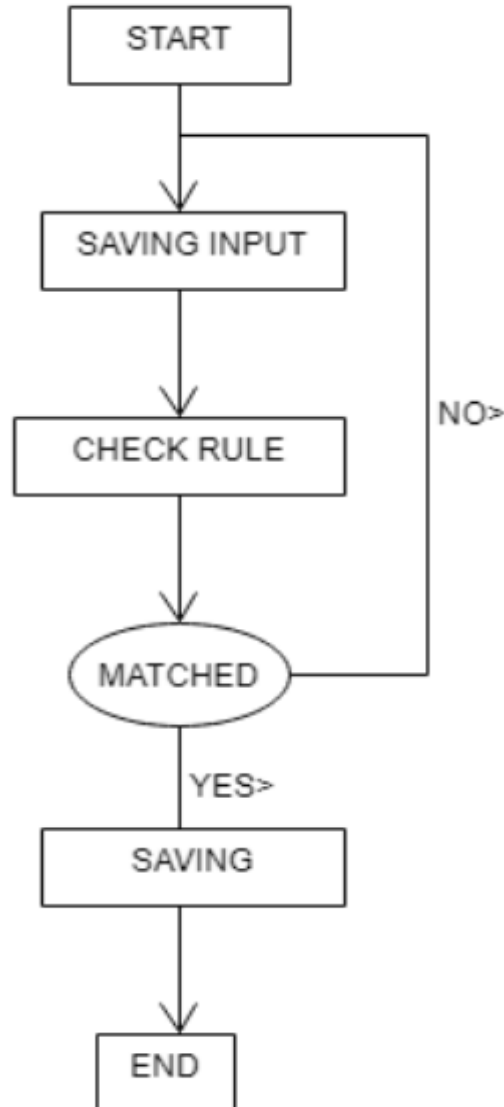 START
SAVING INPUT
NO>
CHECK RULE
MATCHED
YES>
SAVING
END